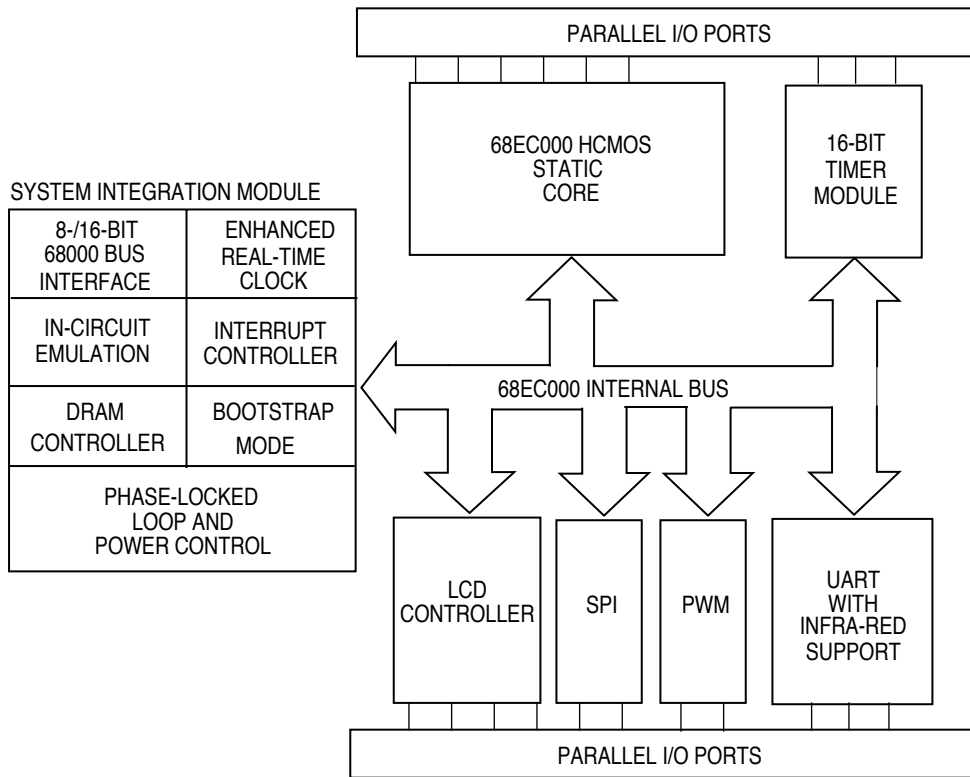 PARALLEL I/O PORTS
68EC000 HCMOS
STATIC
CORE
16-BIT
TIMER
MODULE
SYSTEM INTEGRATION MODULE
8-/16-BIT
68000 BUS
INTERFACE
ENHANCED
REAL-TIME
CLOCK
IN-CIRCUIT
EMULATION
INTERRUPT
CONTROLLER
DRAM
CONTROLLER
BOOTSTRAP
MODE
PHASE-LOCKED
LOOP AND
POWER CONTROL
68EC000 INTERNAL BUS
LCD
CONTROLLER
SPI
PWM
UART
WITH
INFRA-RED
SUPPORT
PARALLEL I/O PORTS